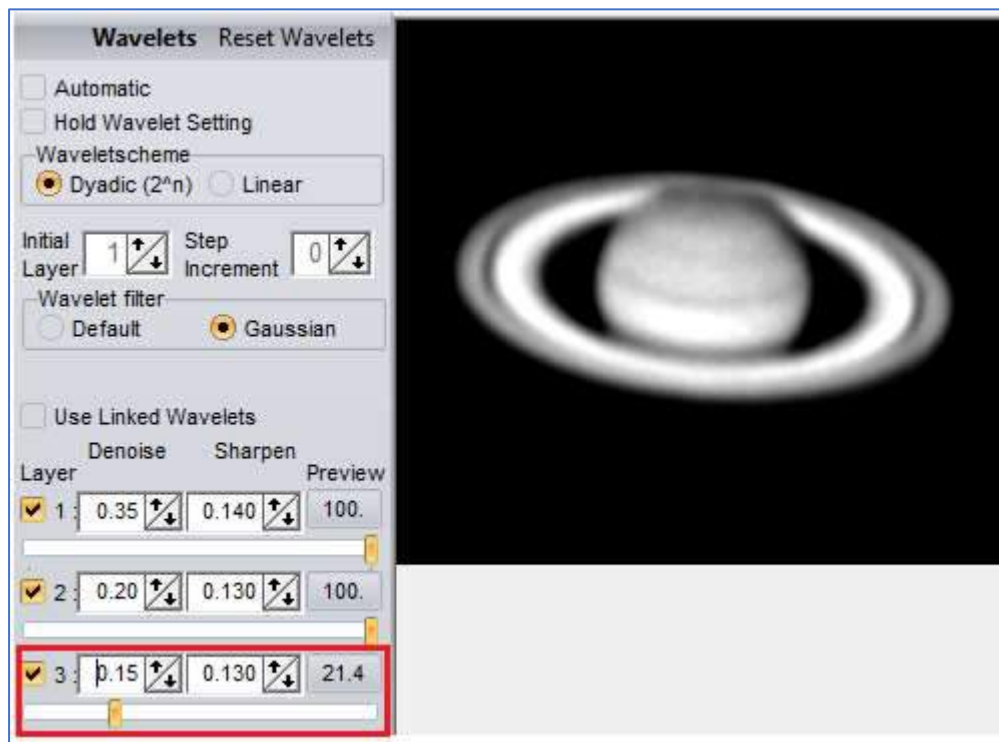 Wavelets Reset Wavelets
Automatic
Hold Wavelet Setting
Waveletscheme
Dyadic (2^n) Linear
Initial Layer 1 Step Increment 0
Wavelet filter
Default Gaussian
Use Linked Wavelets
Denoise Sharpen
Layer Preview
1 : 0.35 0.140 100.
2 : 0.20 0.130 100.
3 : 0.15 0.130 21.4